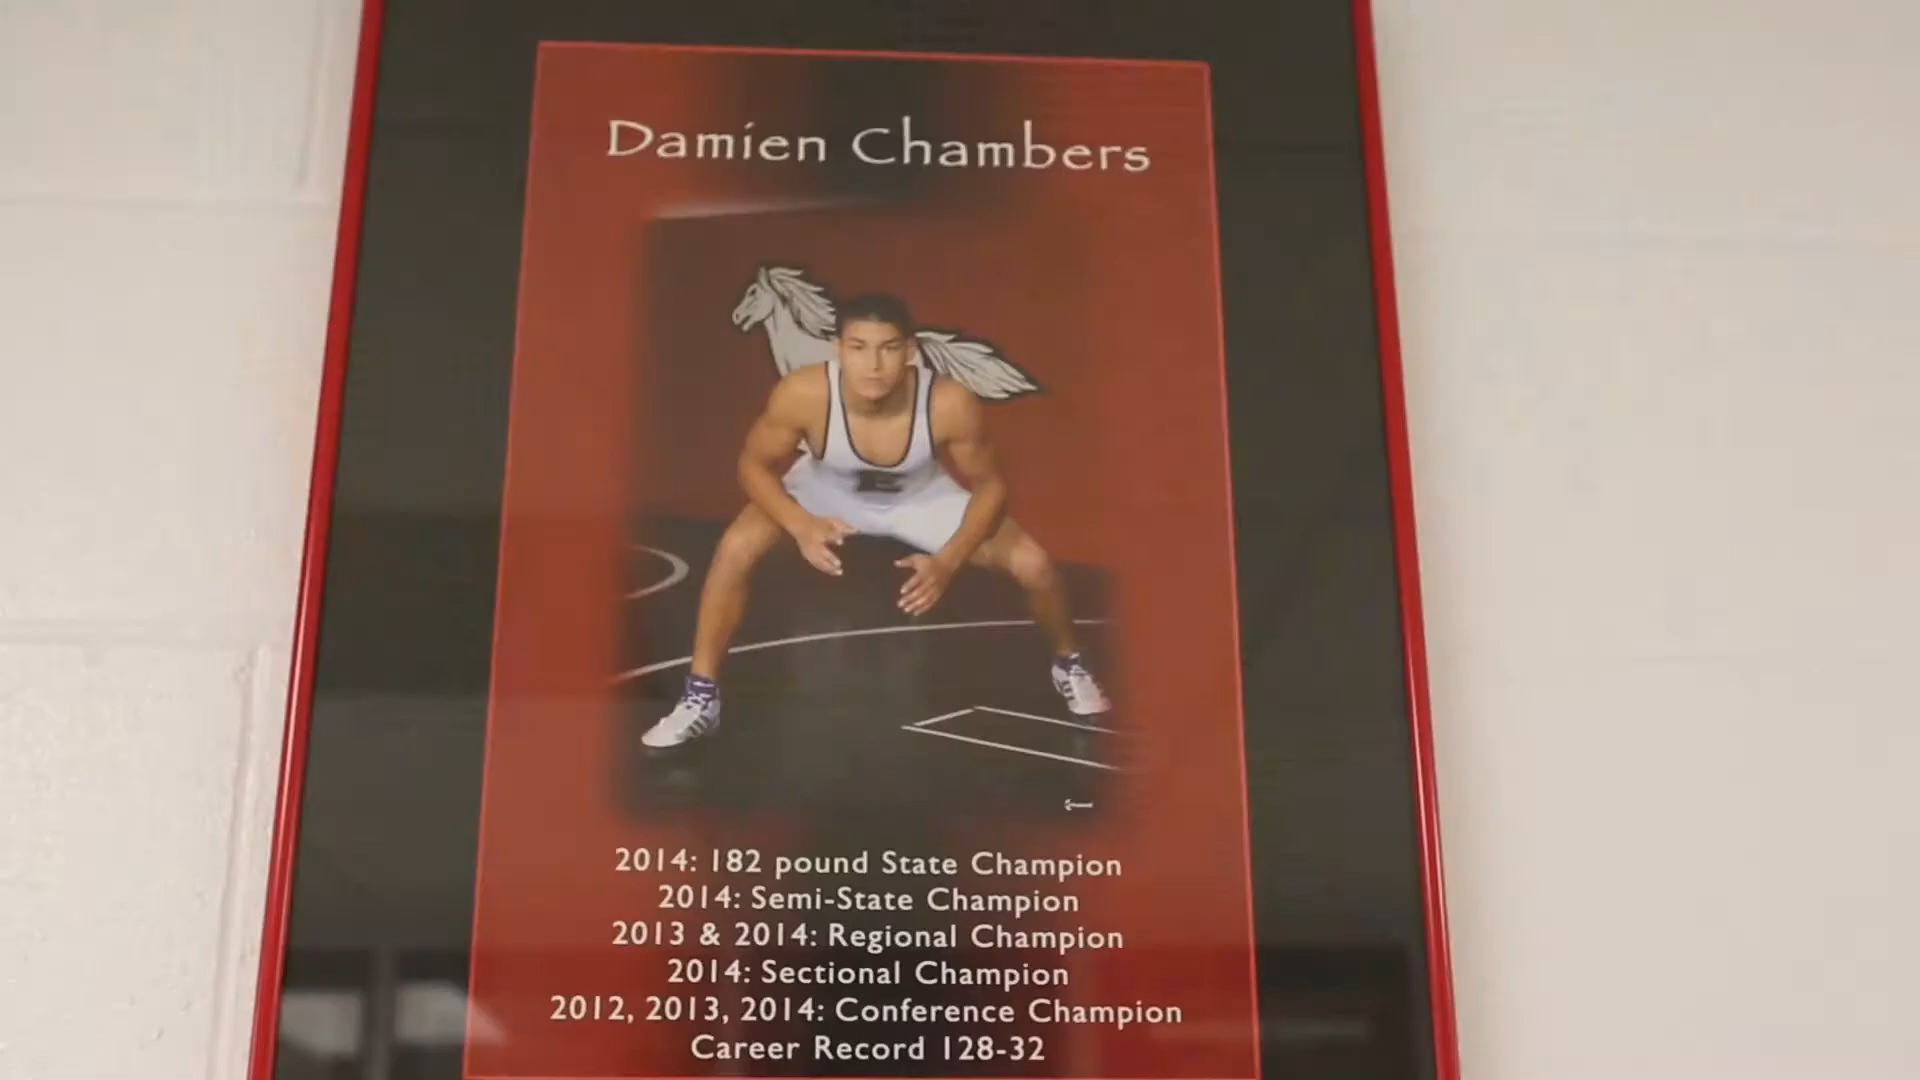 Damien Chambers
E
2014: 182 pound State Champion
2014: Semi-State Champion
2013 & 2014: Regional Champion
2014: Sectional Champion
2012, 2013, 2014: Conference Champion
Career Record 128-32